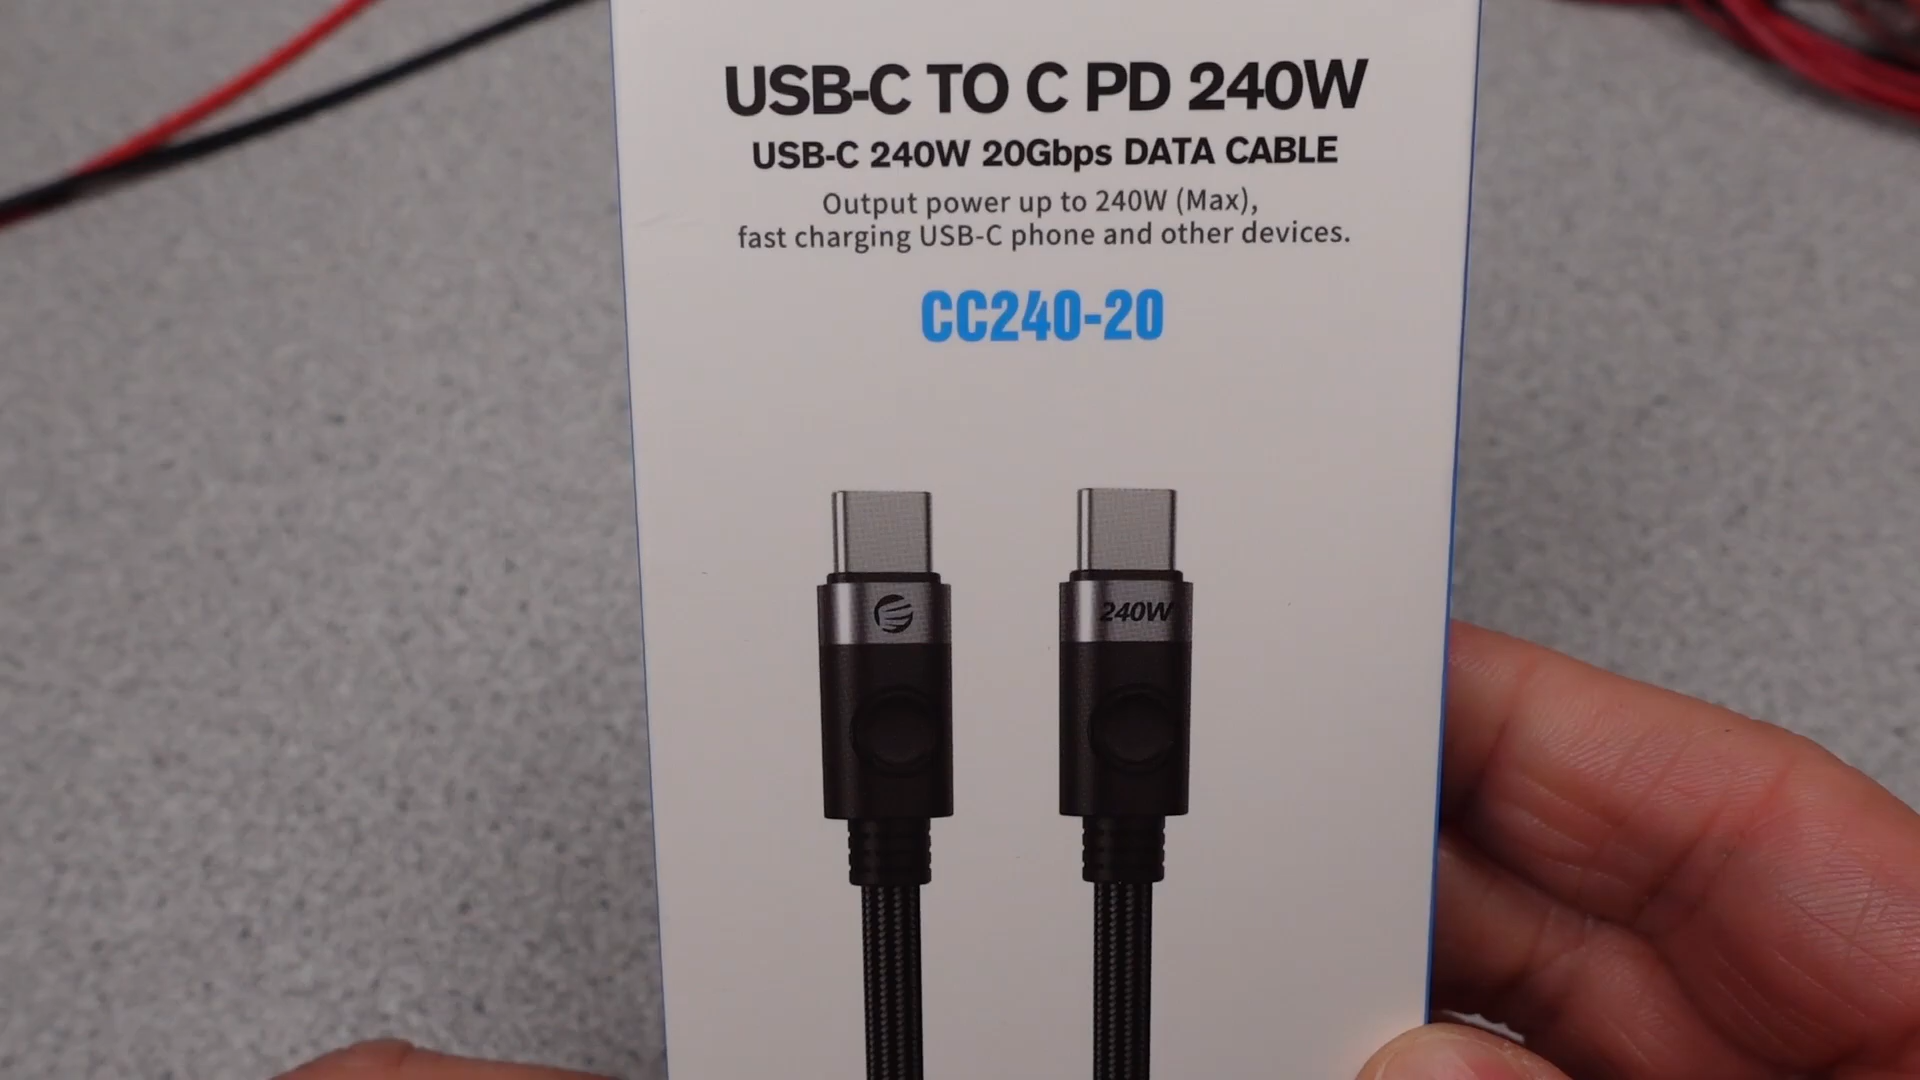 USB-C TO C PD 240W
USB-C 240W 20Gbps DATA CABLE
Output power up to 240W (Max),
fast charging USB-C phone and other devices.
CC240-20
240W